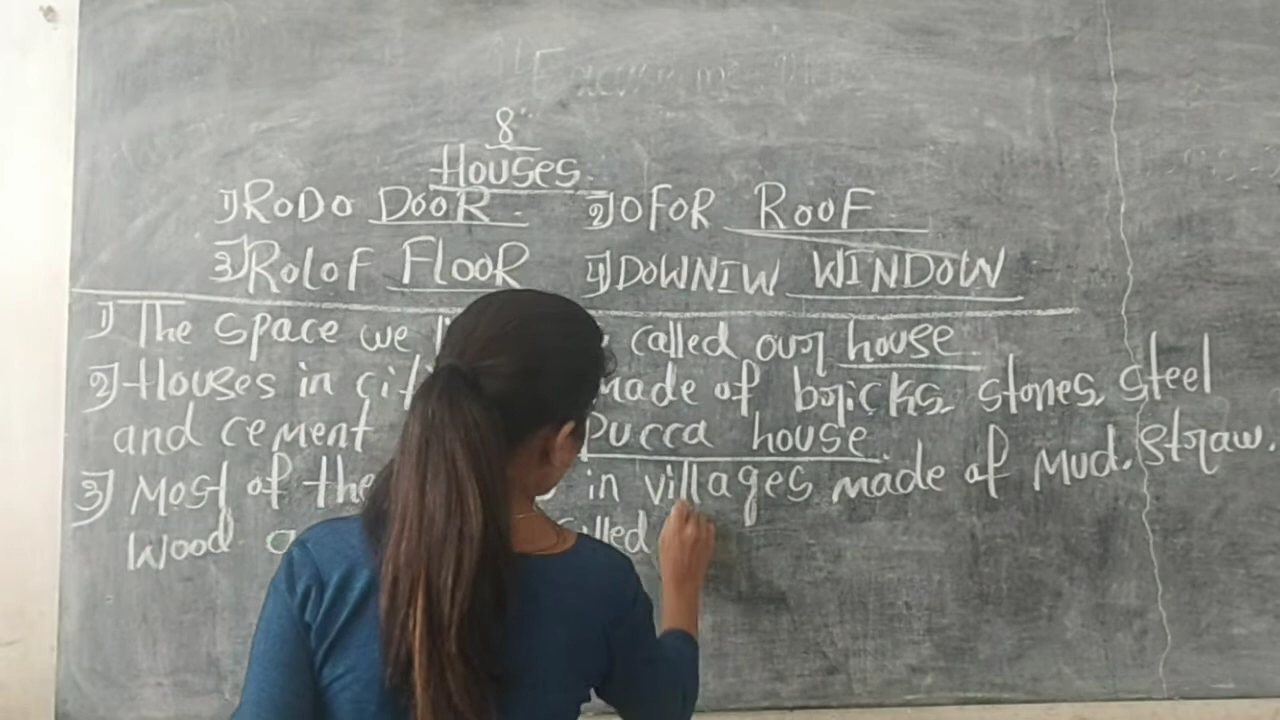 8
Houses.
1) RODO DOOR. 2) OFOR ROOF
3) ROLOF FLOOR 4) DOWNIW WINDOW
1) The space we called our house.
2) Houses in made of bricks, stones, steel
and cement Pucca house.
3) Most of the in villages made of Mud, straw,
Wood